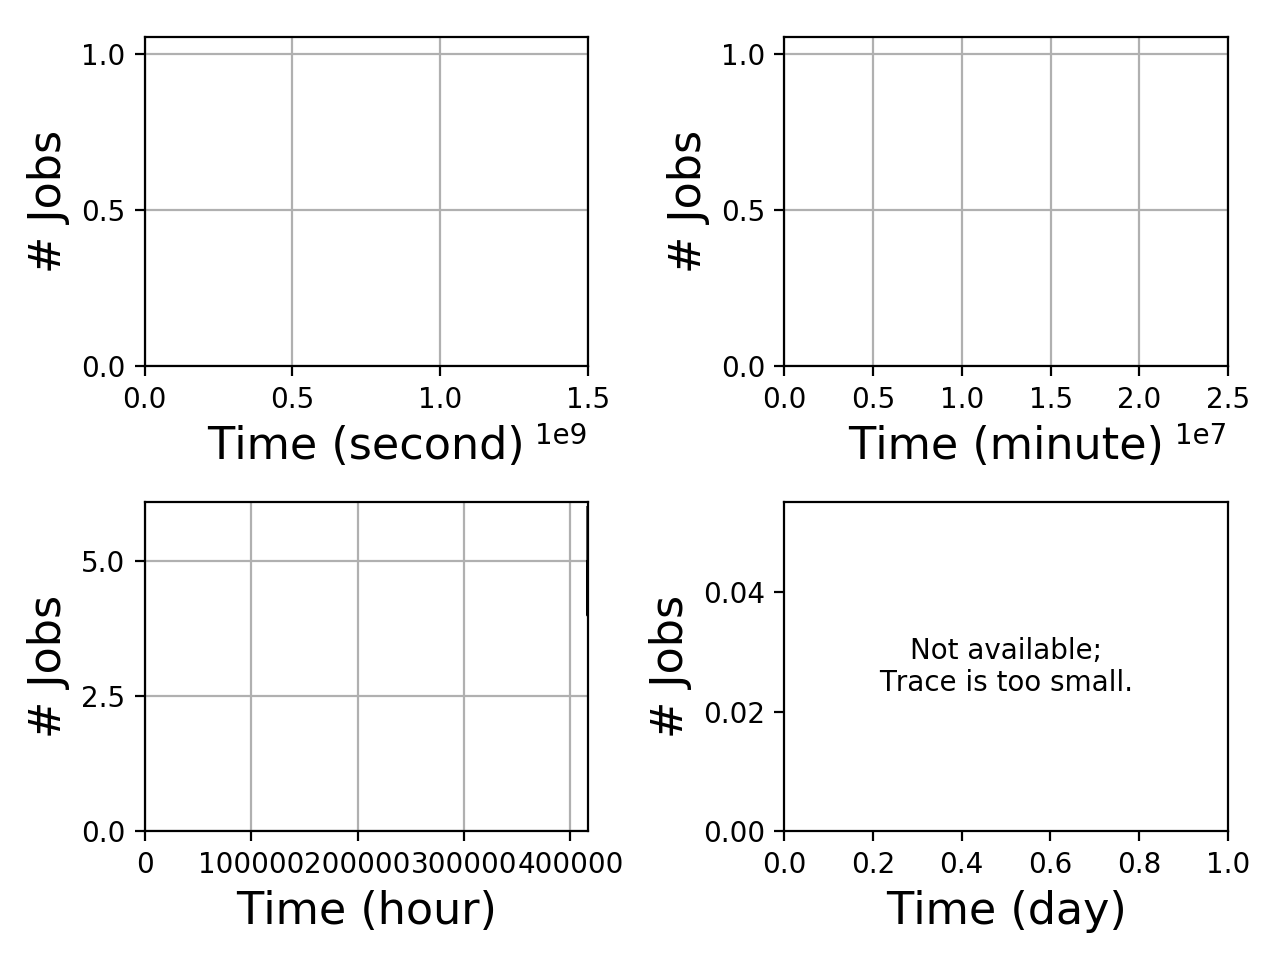 1.0
0.5
0.0
# Jobs
0.0 0.5 1.0 1.5
Time (second) 1e9
1.0
0.5
0.0
# Jobs
0.0 0.5 1.0 1.5 2.0 2.5
Time (minute) 1e7
5.0
2.5
0.0
# Jobs
0 100000 200000 300000 400000
Time (hour)
0.04
0.02
0.00
# Jobs
Not available;
Trace is too small.
0.0 0.2 0.4 0.6 0.8 1.0
Time (day)